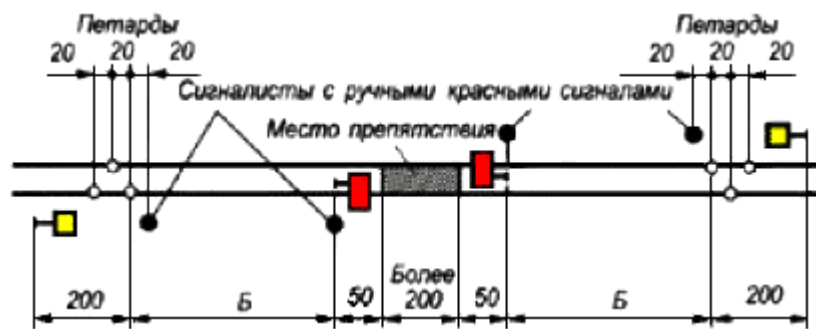 Петарды
Петарды
20 20 20
20 20 20
Сигналисты с ручными красными сигналами
Место препятствия
Более
200 Б 50 200 50 Б 200